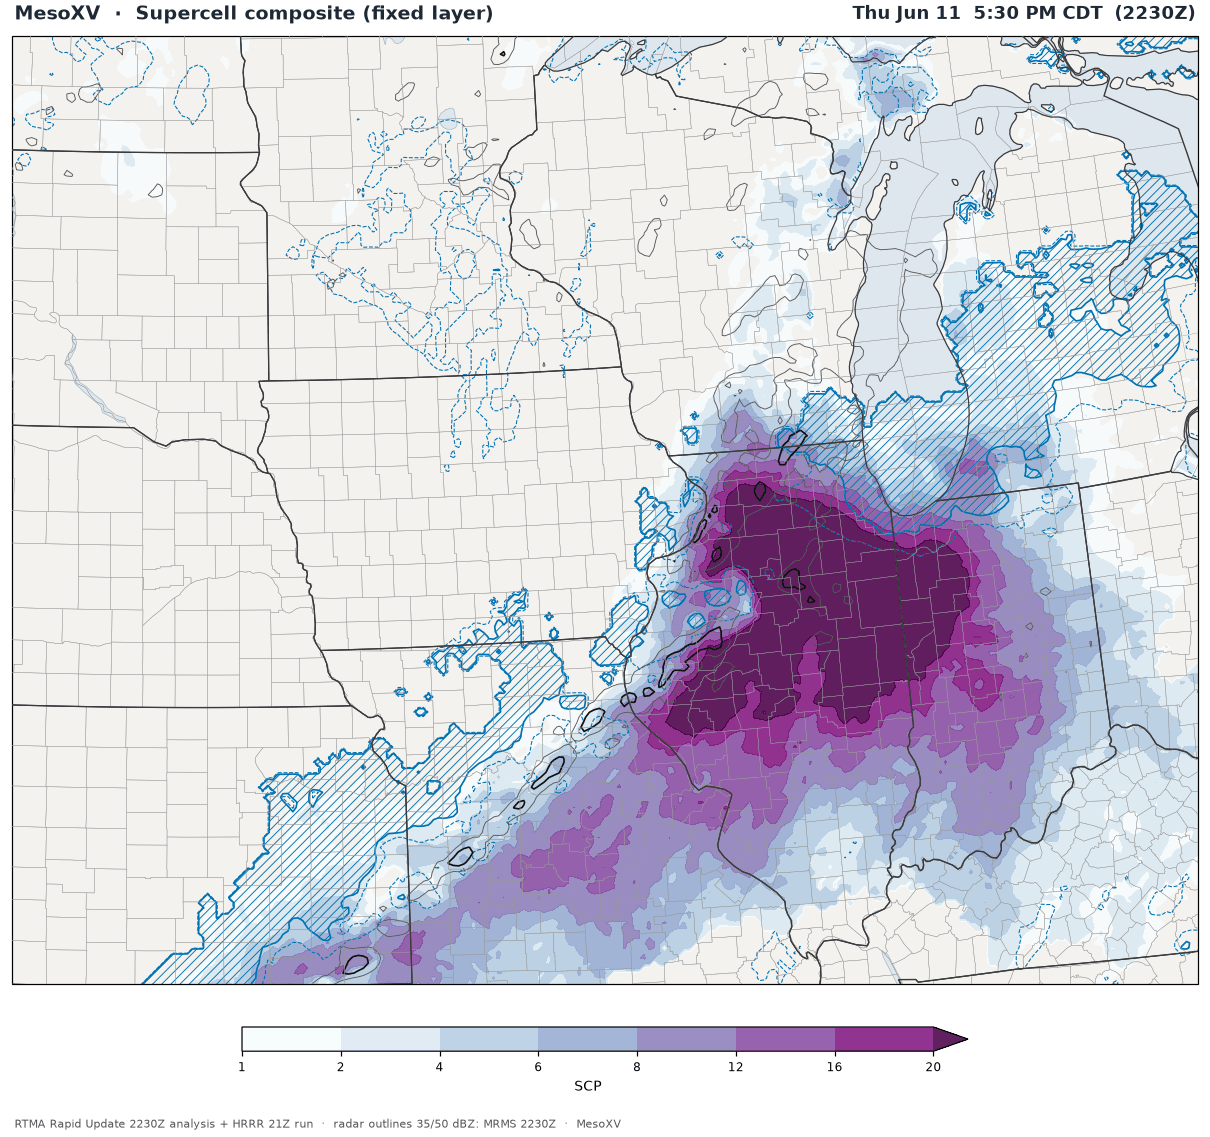 MesoXV · Supercell composite (fixed layer)
Thu Jun 11 5:30 PM CDT (2230Z)
1 2 4 6 8 12 16 20
SCP
RTMA Rapid Update 2230Z analysis + HRRR 21Z run · radar outlines 35/50 dBZ: MRMS 2230Z · MesoXV